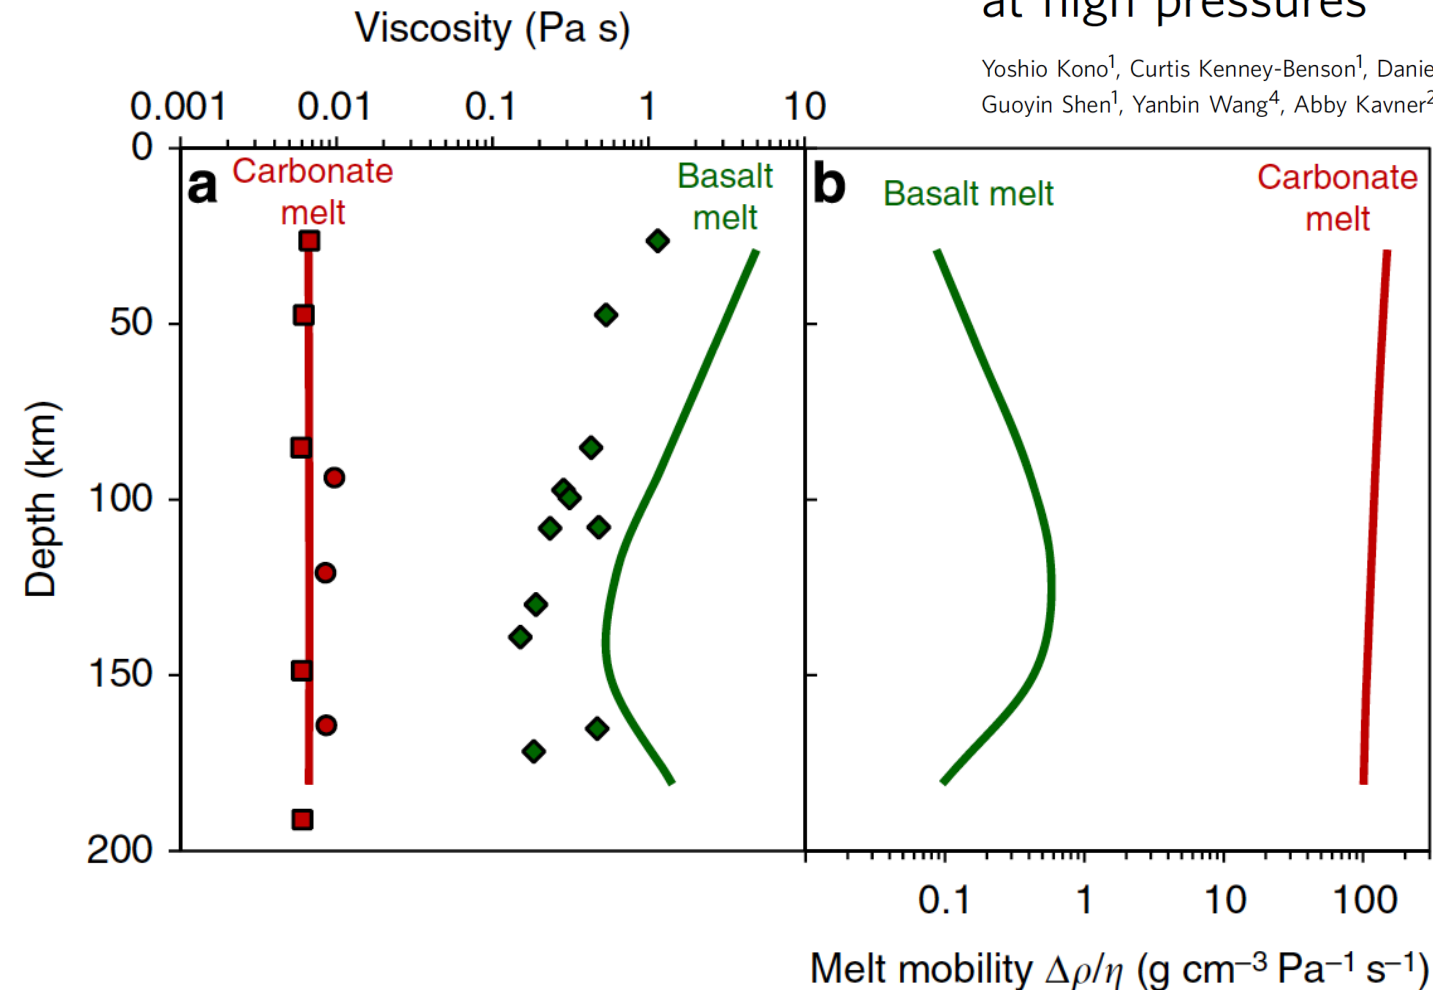 at high pressures
Yoshio Kono¹, Curtis Kenney-Benson¹, Danie
Guoyin Shen¹, Yanbin Wang⁴, Abby Kavner²
Viscosity (Pa s)
0.001 0.01 0.1 1 10
a
Carbonate
melt
Basalt
melt
b
Basalt melt
Carbonate
melt
Depth (km)
0
50
100
150
200
0.1 1 10 100
Melt mobility Δρ/η (g cm⁻³ Pa⁻¹ s⁻¹)